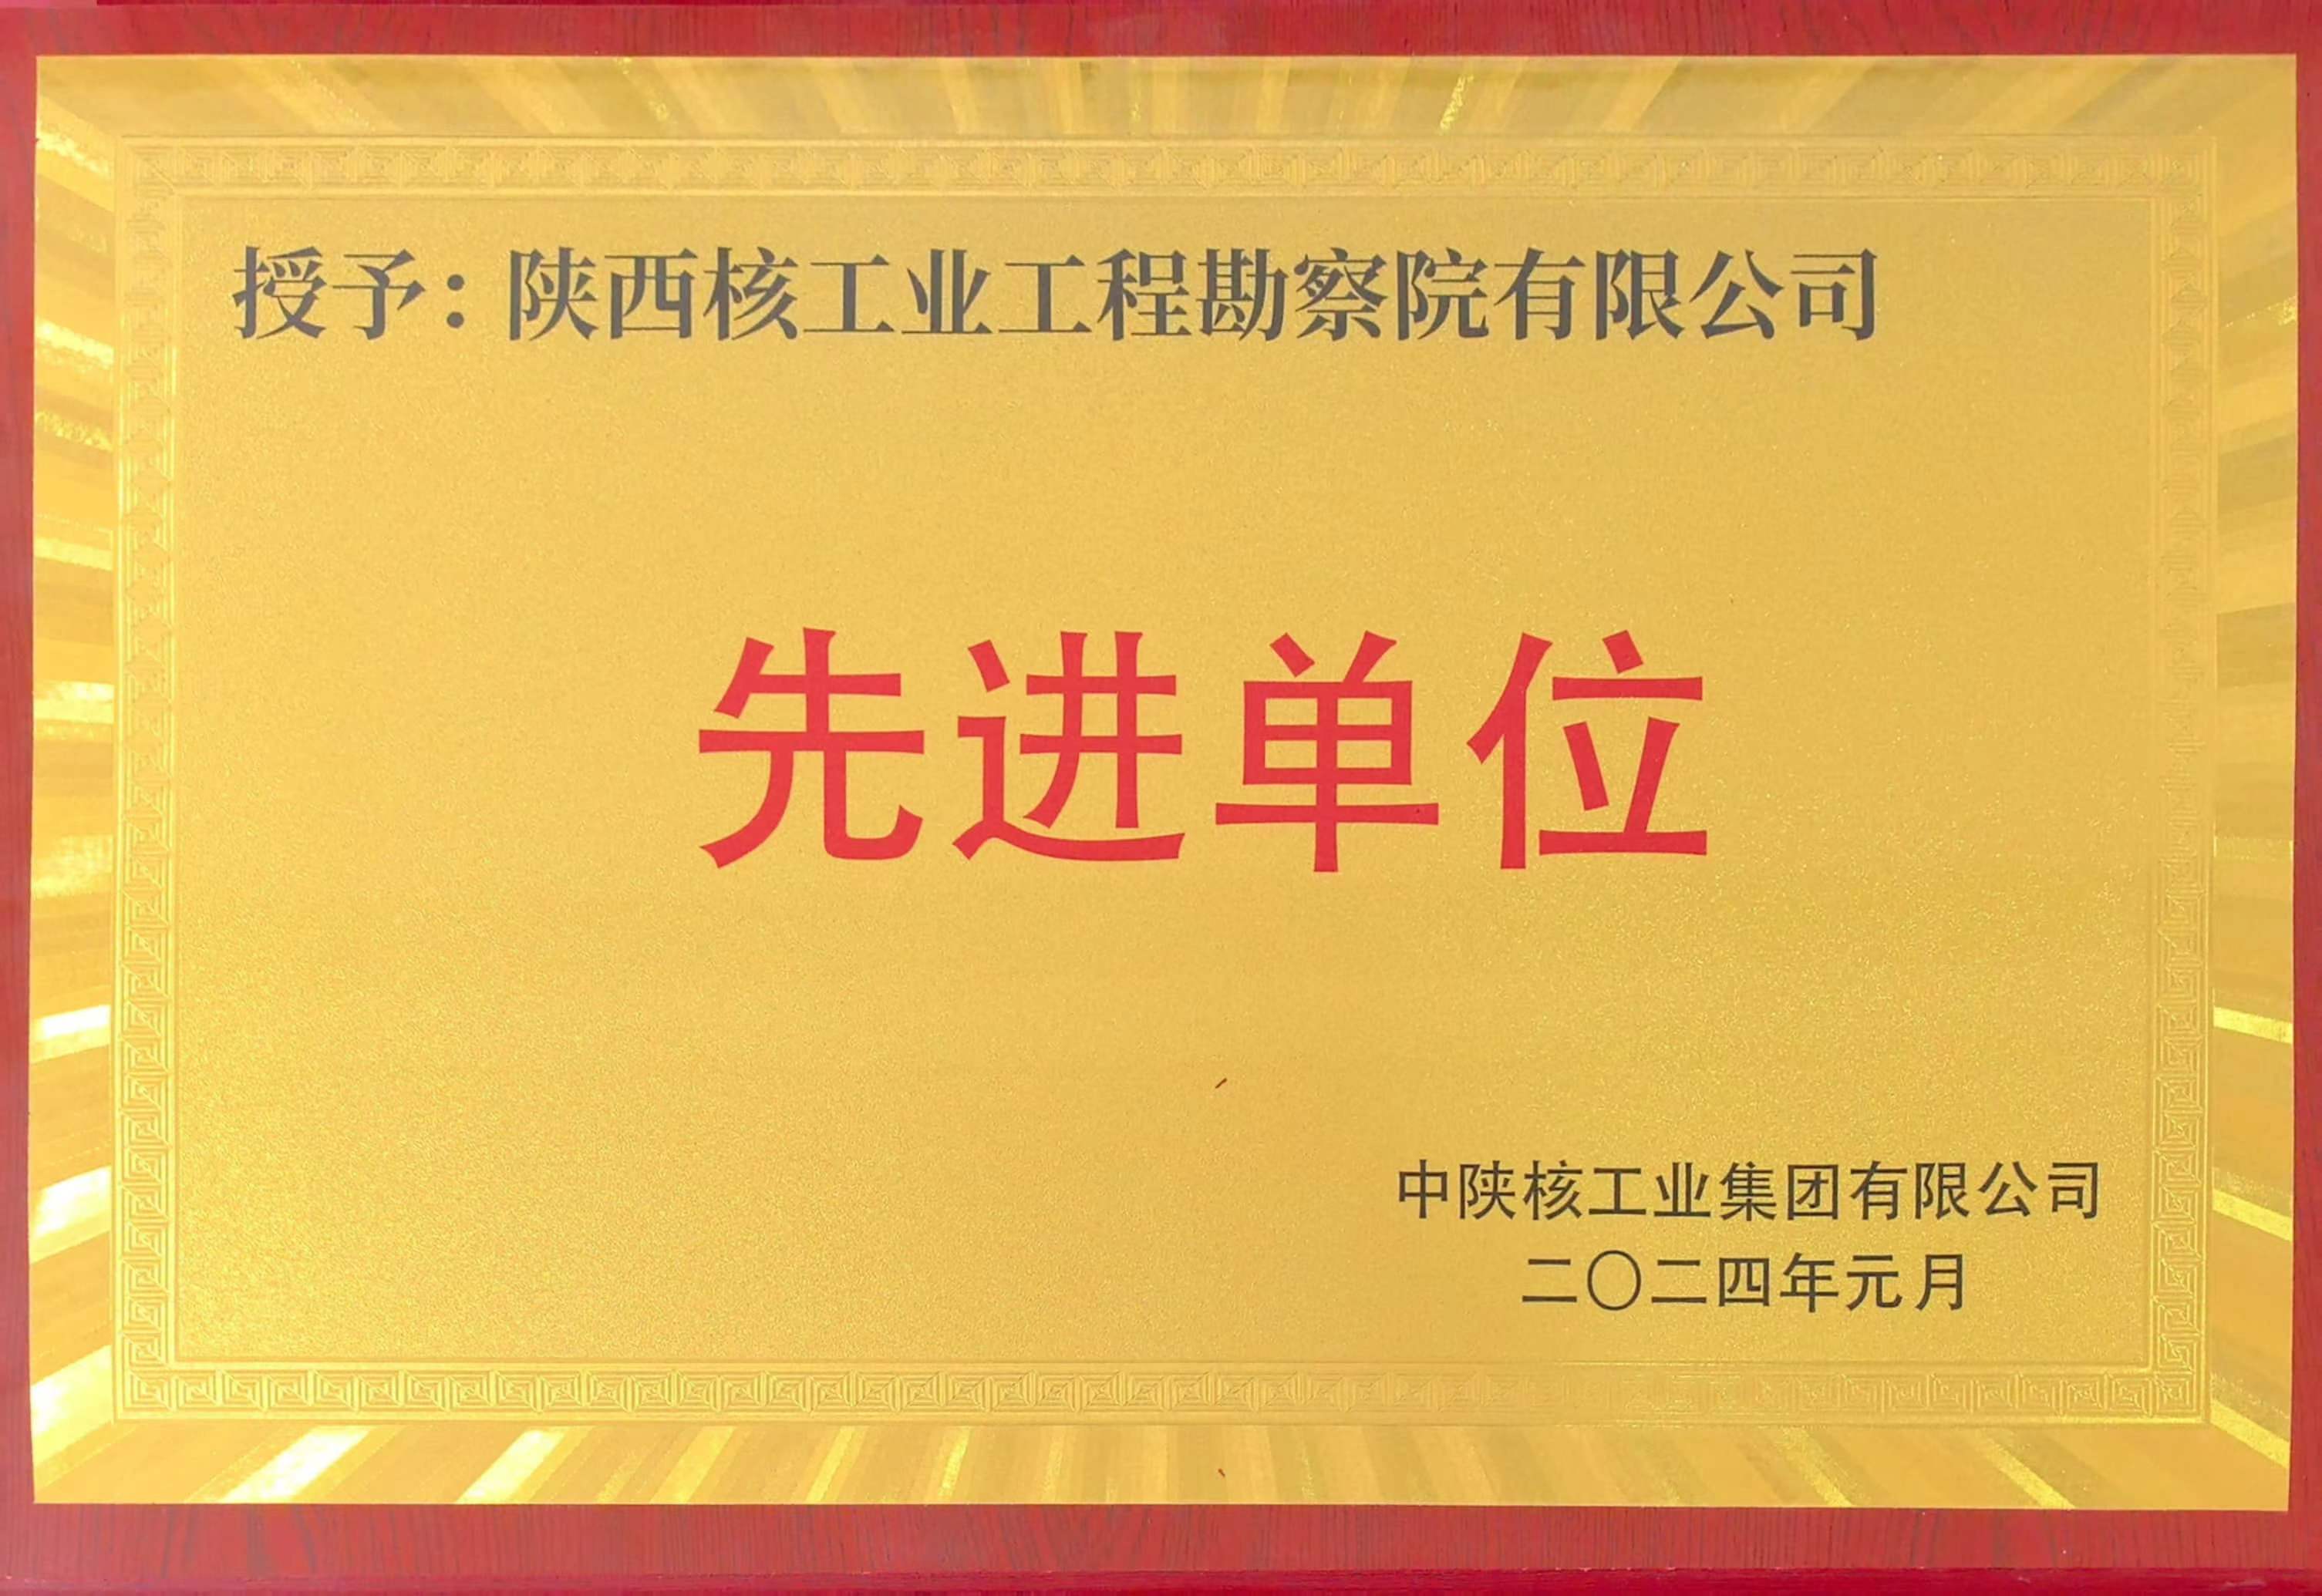 授予：陕西核工业工程勘察院有限公司
先进单位
中陕核工业集团有限公司
二〇二四年元月